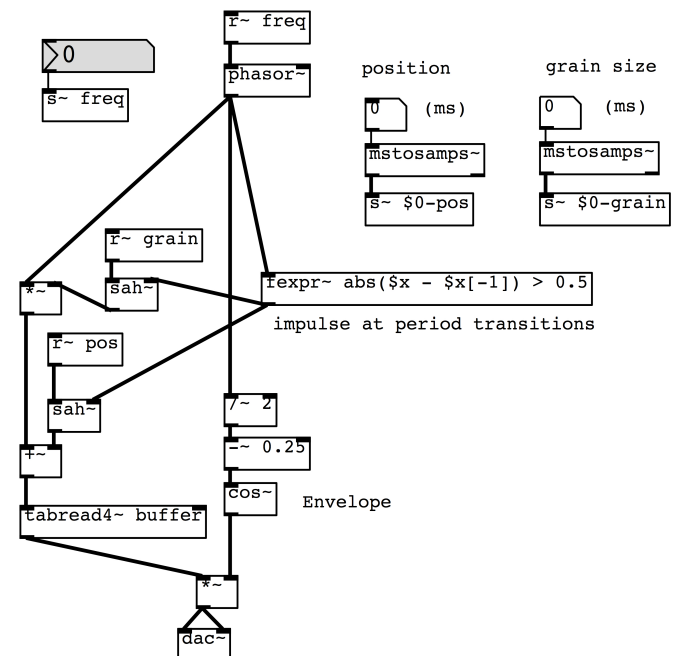 r~ freq
0
phasor~
position
grain size
s~ freq
0
(ms)
0
(ms)
mstosamps~
mstosamps~
s~ $0-pos
s~ $0-grain
r~ grain
*~
sah~
fexpr~ abs($x - $x[-1]) > 0.5
impulse at period transitions
r~ pos
sah~
/~ 2
+~
-~ 0.25
cos~
Envelope
tabread4~ buffer
*~
dac~